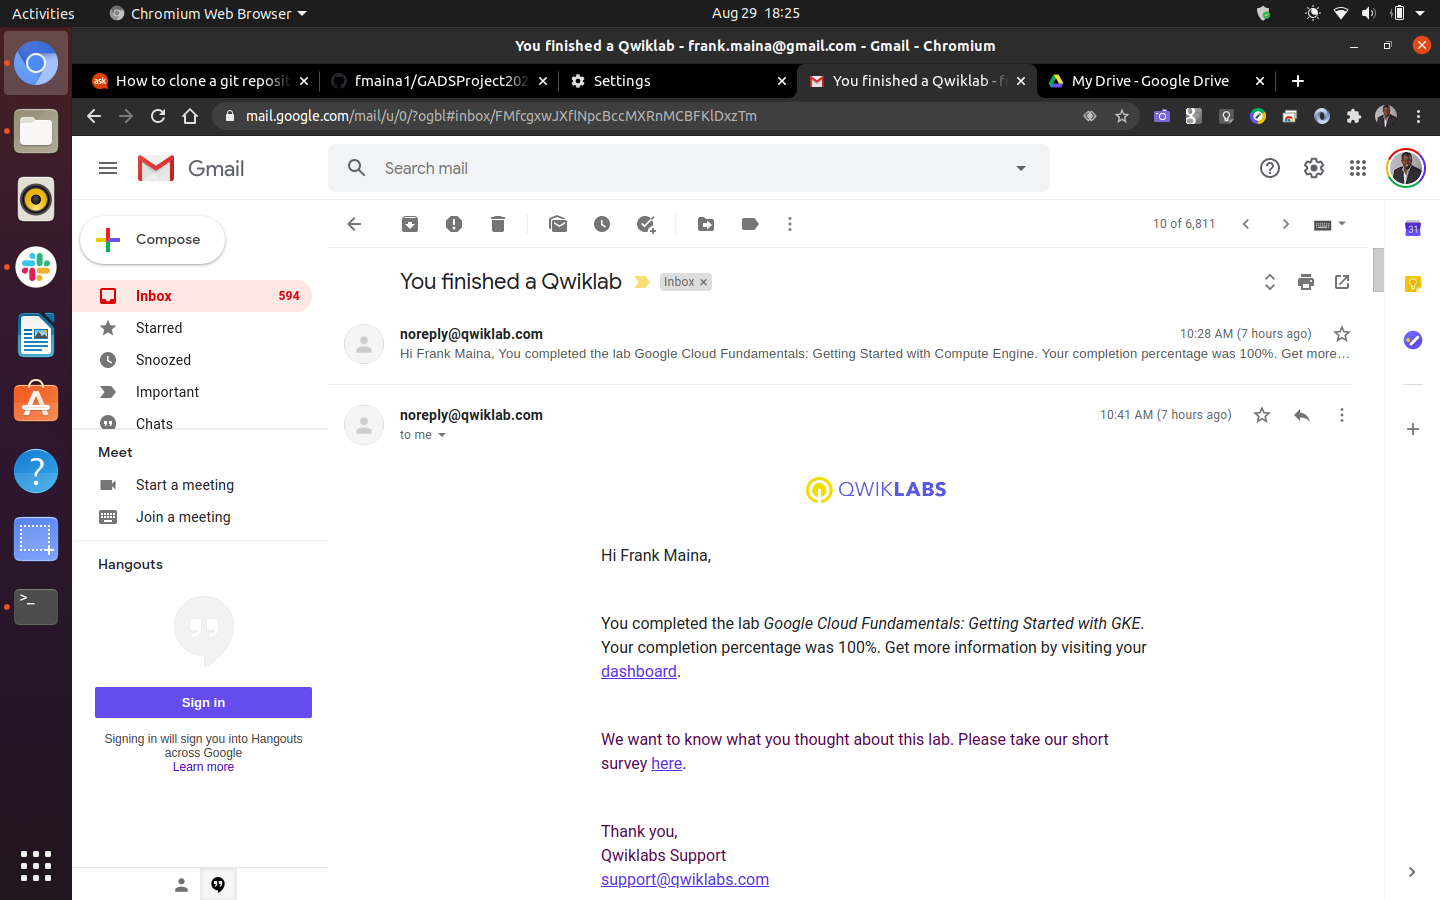 Activities
Chromium Web Browser
Aug 29 18:25
You finished a Qwiklab - frank.maina@gmail.com - Gmail - Chromium
ask
How to clone a git reposit
fmaina1/GADSProject202
Settings
You finished a Qwiklab - f
My Drive - Google Drive
mail.google.com/mail/u/0/?ogbl#inbox/FMfcgxwJXflNpcBccMXRnMCBFKlDxzTm
Gmail
Search mail
Compose
10 of 6,811
31
You finished a Qwiklab
Inbox
Inbox
594
Starred
Snoozed
Important
Chats
noreply@qwiklab.com
10:28 AM (7 hours ago)
Hi Frank Maina, You completed the lab Google Cloud Fundamentals: Getting Started with Compute Engine. Your completion percentage was 100%. Get more…
noreply@qwiklab.com
10:41 AM (7 hours ago)
to me
Meet
Start a meeting
Join a meeting
Hangouts
Sign in
Signing in will sign you into Hangouts
across Google
Learn more
QWIKLABS
Hi Frank Maina,
You completed the lab Google Cloud Fundamentals: Getting Started with GKE.
Your completion percentage was 100%. Get more information by visiting your
dashboard.
We want to know what you thought about this lab. Please take our short
survey here.
Thank you,
Qwiklabs Support
support@qwiklabs.com